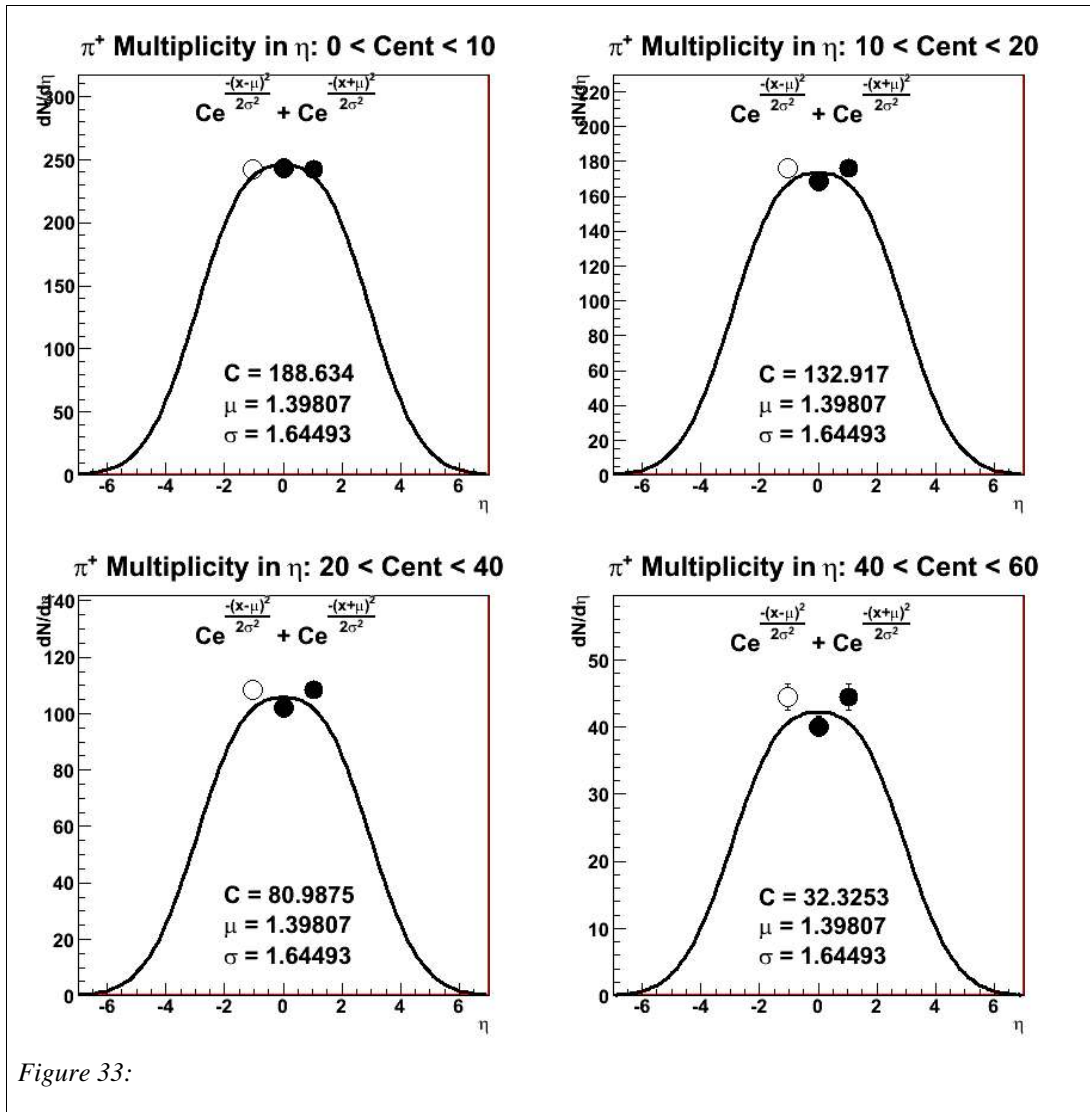 π⁺ Multiplicity in η: 0 < Cent < 10
dN/dη
Ce^{-(x-μ)²/2σ²} + Ce^{-(x+μ)²/2σ²}
300
250
200
150
100
50
0
C = 188.634
μ = 1.39807
σ = 1.64493
-6 -4 -2 0 2 4 6
η
π⁺ Multiplicity in η: 10 < Cent < 20
dN/dη
Ce^{-(x-μ)²/2σ²} + Ce^{-(x+μ)²/2σ²}
220
200
180
160
140
120
100
80
60
40
20
0
C = 132.917
μ = 1.39807
σ = 1.64493
-6 -4 -2 0 2 4 6
η
π⁺ Multiplicity in η: 20 < Cent < 40
dN/dη
Ce^{-(x-μ)²/2σ²} + Ce^{-(x+μ)²/2σ²}
140
120
100
80
60
40
20
0
C = 80.9875
μ = 1.39807
σ = 1.64493
-6 -4 -2 0 2 4 6
η
π⁺ Multiplicity in η: 40 < Cent < 60
dN/dη
Ce^{-(x-μ)²/2σ²} + Ce^{-(x+μ)²/2σ²}
50
40
30
20
10
0
C = 32.3253
μ = 1.39807
σ = 1.64493
-6 -4 -2 0 2 4 6
η
Figure 33: